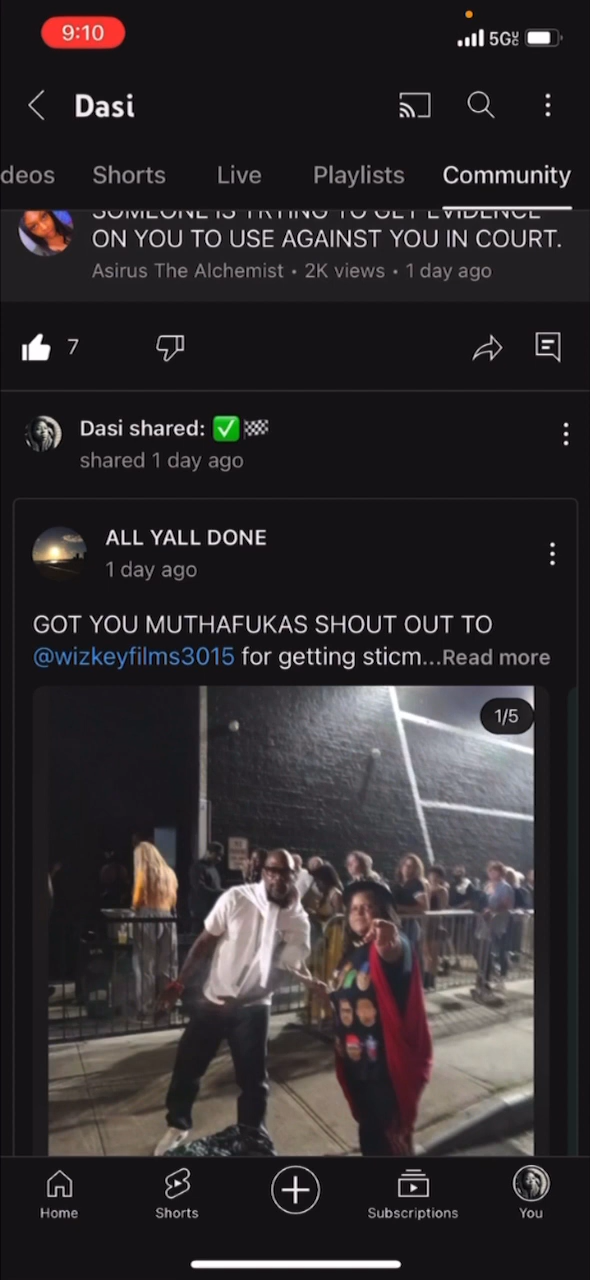 9:10
5G
Dasi
deos Shorts Live Playlists Community
SOMEONE IS TRYING TO GET EVIDENCE
ON YOU TO USE AGAINST YOU IN COURT.
Asirus The Alchemist • 2K views • 1 day ago
7
Dasi shared: ✅🏁
shared 1 day ago
ALL YALL DONE
1 day ago
GOT YOU MUTHAFUKAS SHOUT OUT TO
@wizkeyfilms3015 for getting sticm...Read more
1/5
Home Shorts Subscriptions You